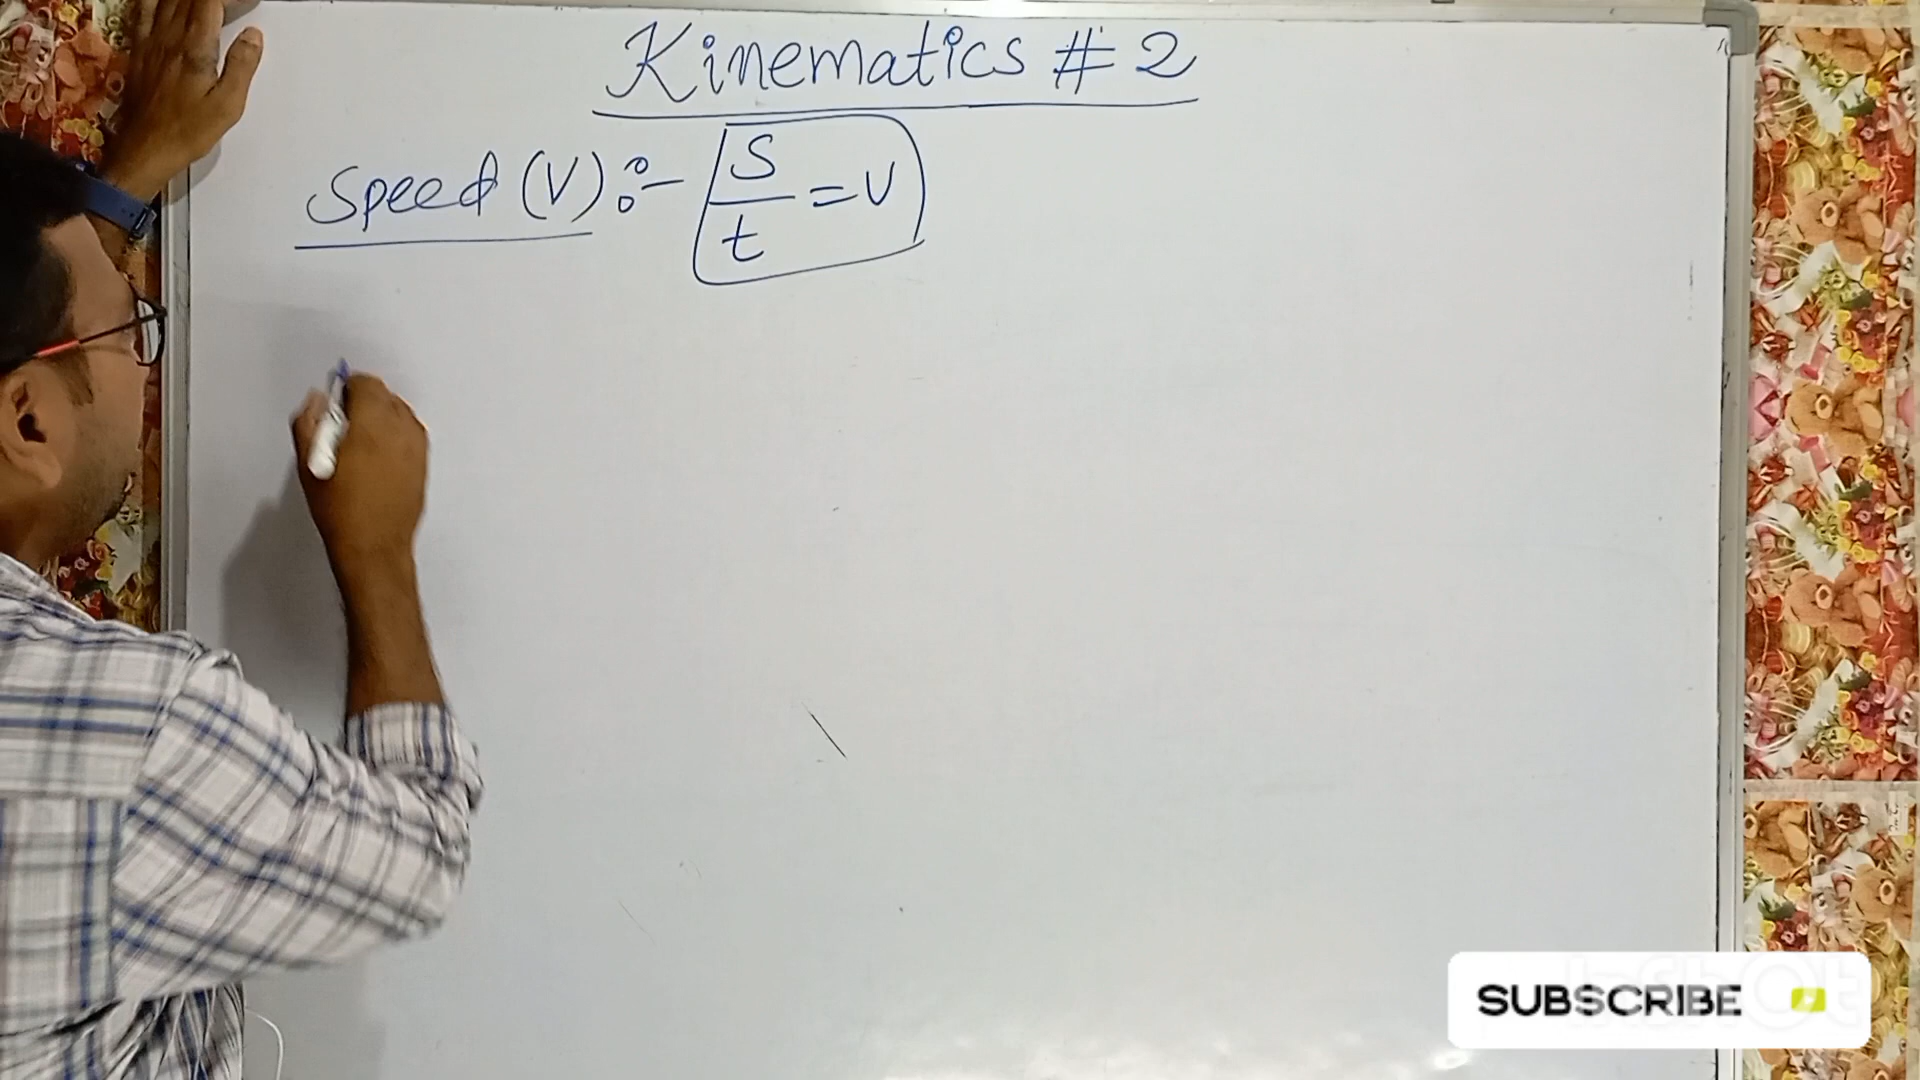 Kinematics # 2
Speed (V):- S/t = V
SUBSCRIBE